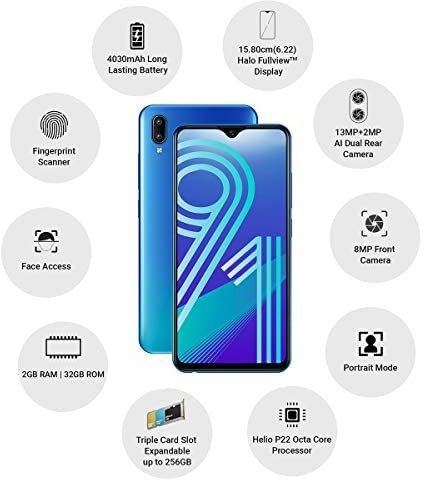 4030mAh Long
Lasting Battery
15.80cm(6.22)
Halo Fullview™
Display
13MP+2MP
AI Dual Rear
Camera
8MP Front
Camera
Portrait Mode
Helio P22 Octa Core
Processor
Triple Card Slot
Expandable
up to 256GB
2GB RAM | 32GB ROM
Face Access
Fingerprint
Scanner
91